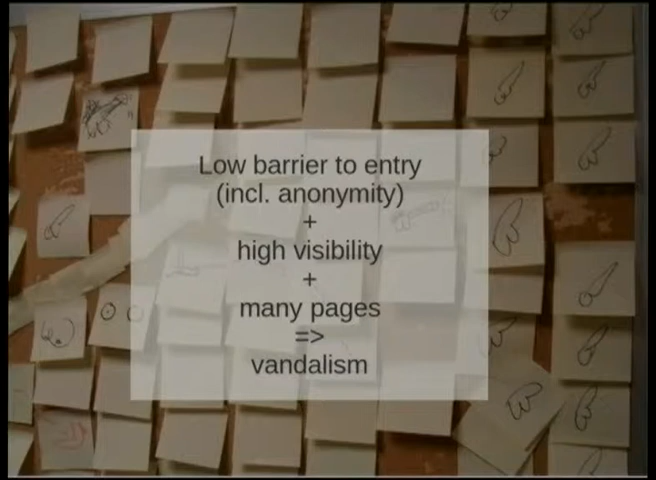 Low barrier to entry
(incl. anonymity)
+
high visibility
+
many pages
=>
vandalism